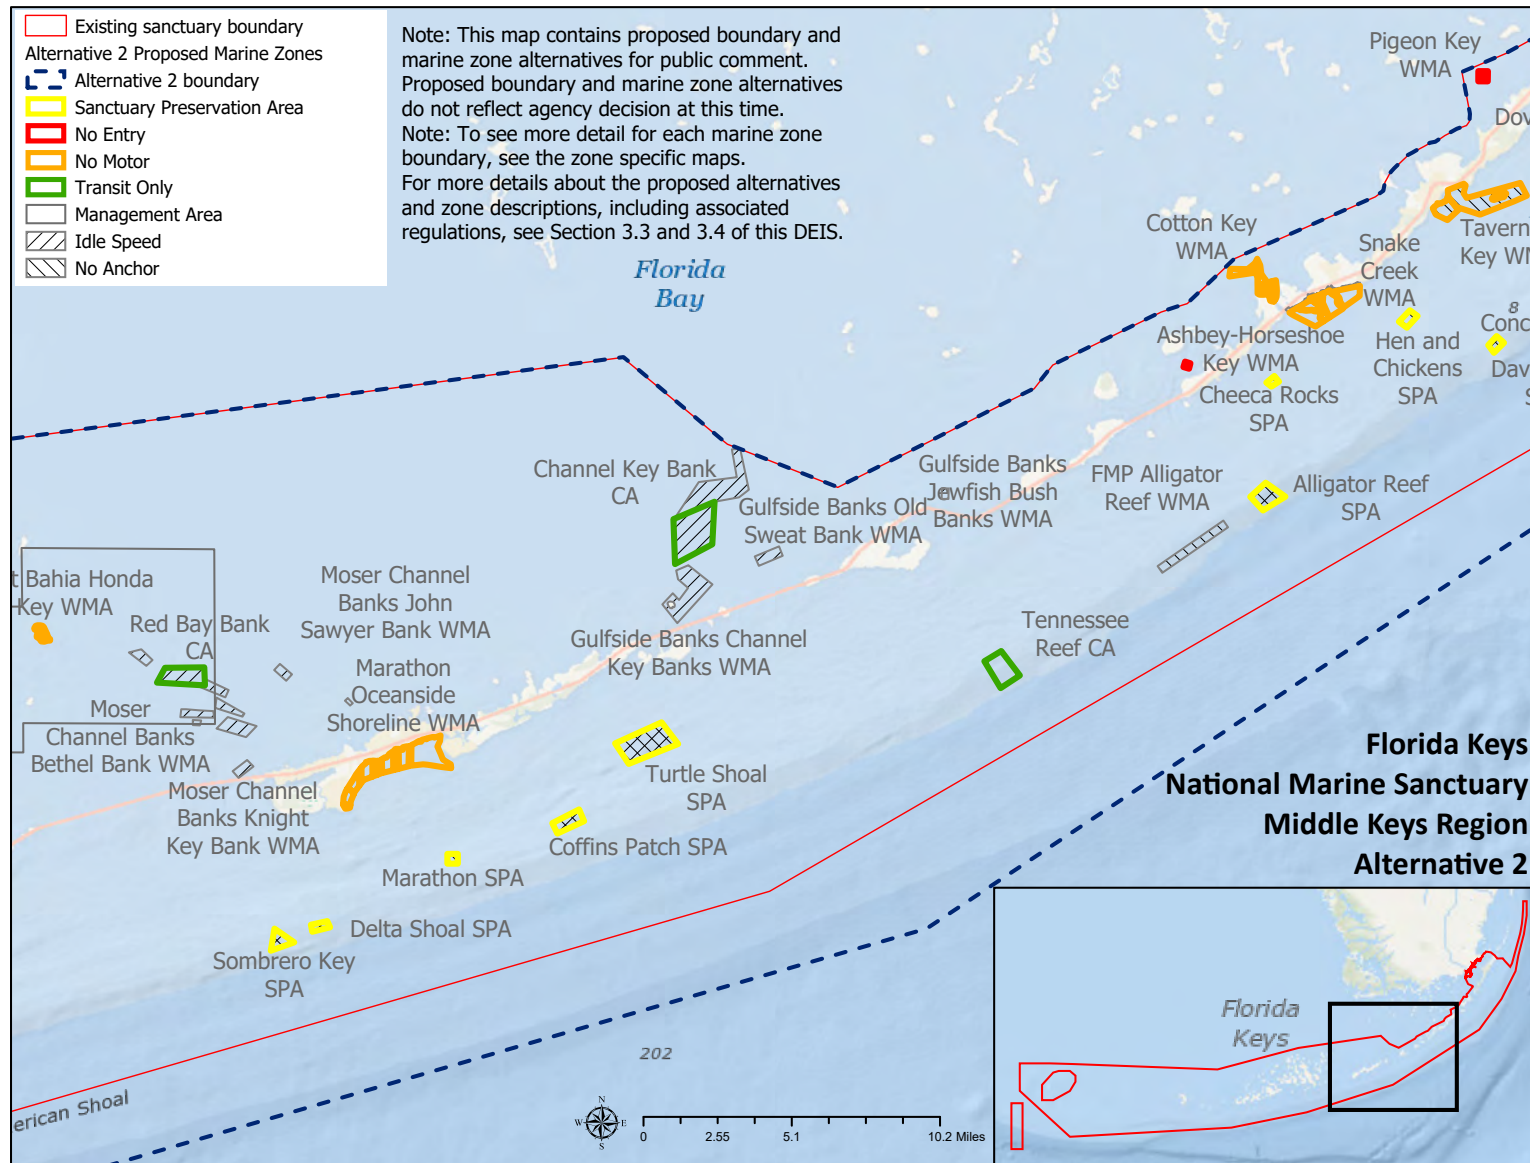 Existing sanctuary boundary
Alternative 2 Proposed Marine Zones
Alternative 2 boundary
Sanctuary Preservation Area
No Entry
No Motor
Transit Only
Management Area
Idle Speed
No Anchor
Note: This map contains proposed boundary and
marine zone alternatives for public comment.
Proposed boundary and marine zone alternatives
do not reflect agency decision at this time.
Note: To see more detail for each marine zone
boundary, see the zone specific maps.
For more details about the proposed alternatives
and zone descriptions, including associated
regulations, see Section 3.3 and 3.4 of this DEIS.
Florida
Bay
Pigeon Key
WMA
Dov
Cotton Key
WMA
Snake
Creek
WMA
Tavern
Key WM
8
Conc
Hen and
Chickens
SPA
Dav
S
Ashbey-Horseshoe
Key WMA
Cheeca Rocks
SPA
Channel Key Bank
CA
Gulfside Banks Old
Sweat Bank WMA
Gulfside Banks
Jewfish Bush
Banks WMA
FMP Alligator
Reef WMA
Alligator Reef
SPA
t Bahia Honda
Key WMA
Red Bay Bank
CA
Moser Channel
Banks John
Sawyer Bank WMA
Gulfside Banks Channel
Key Banks WMA
Tennessee
Reef CA
Marathon
Oceanside
Shoreline WMA
Moser
Channel Banks
Bethel Bank WMA
Moser Channel
Banks Knight
Key Bank WMA
Turtle Shoal
SPA
Coffins Patch SPA
Marathon SPA
Delta Shoal SPA
Sombrero Key
SPA
Florida Keys
National Marine Sanctuary
Middle Keys Region
Alternative 2
Florida
Keys
202
erican Shoal
N
W E
S
0 2.55 5.1 10.2 Miles